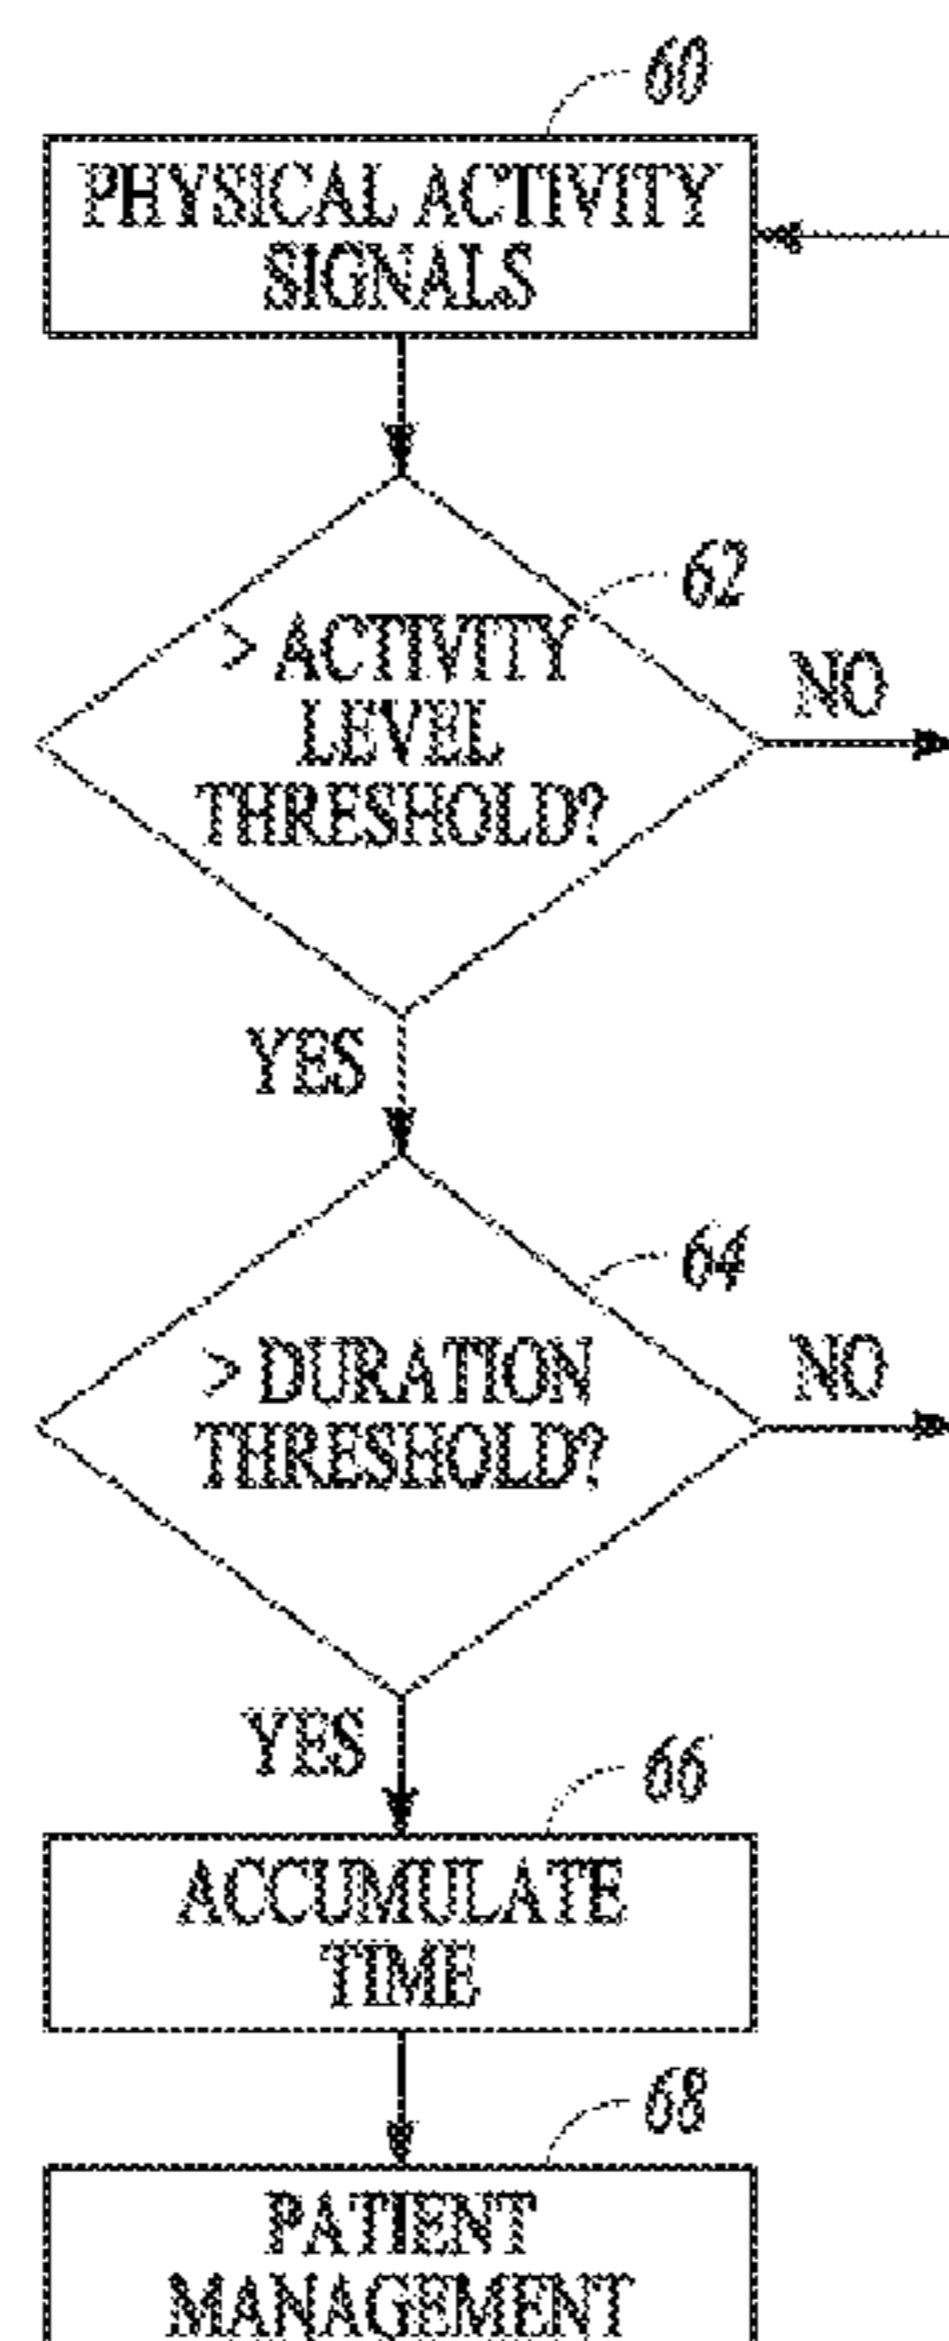 60
PHYSICAL ACTIVITY
SIGNALS
62
> ACTIVITY
LEVEL
THRESHOLD?
NO
YES
64
> DURATION
THRESHOLD?
NO
YES
66
ACCUMULATE
TIME
68
PATIENT
MANAGEMENT